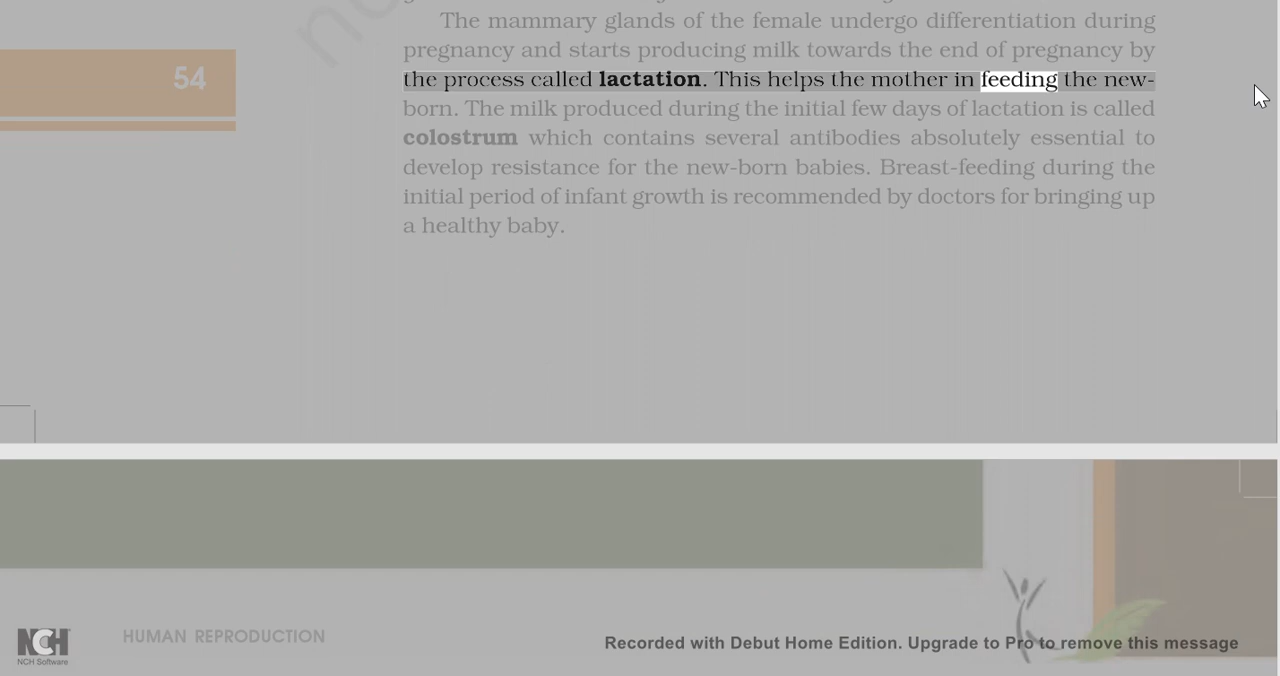 The mammary glands of the female undergo differentiation during
pregnancy and starts producing milk towards the end of pregnancy by
54
the process called lactation. This helps the mother in feeding the new-
born. The milk produced during the initial few days of lactation is called
colostrum which contains several antibodies absolutely essential to
develop resistance for the new-born babies. Breast-feeding during the
initial period of infant growth is recommended by doctors for bringing up
a healthy baby.
NCH
NCH Software
HUMAN REPRODUCTION
Recorded with Debut Home Edition. Upgrade to Pro to remove this message